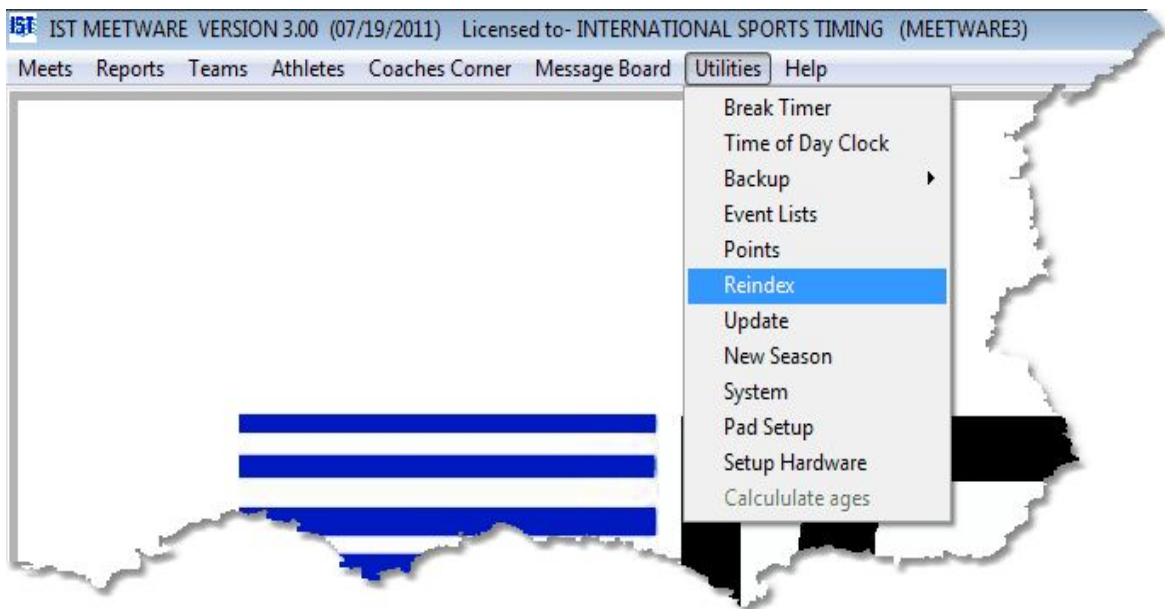 IST IST MEETWARE VERSION 3.00 (07/19/2011) Licensed to- INTERNATIONAL SPORTS TIMING (MEETWARE3)
Meets Reports Teams Athletes Coaches Corner Message Board Utilities Help
Break Timer
Time of Day Clock
Backup
Event Lists
Points
Reindex
Update
New Season
System
Pad Setup
Setup Hardware
Calcululate ages